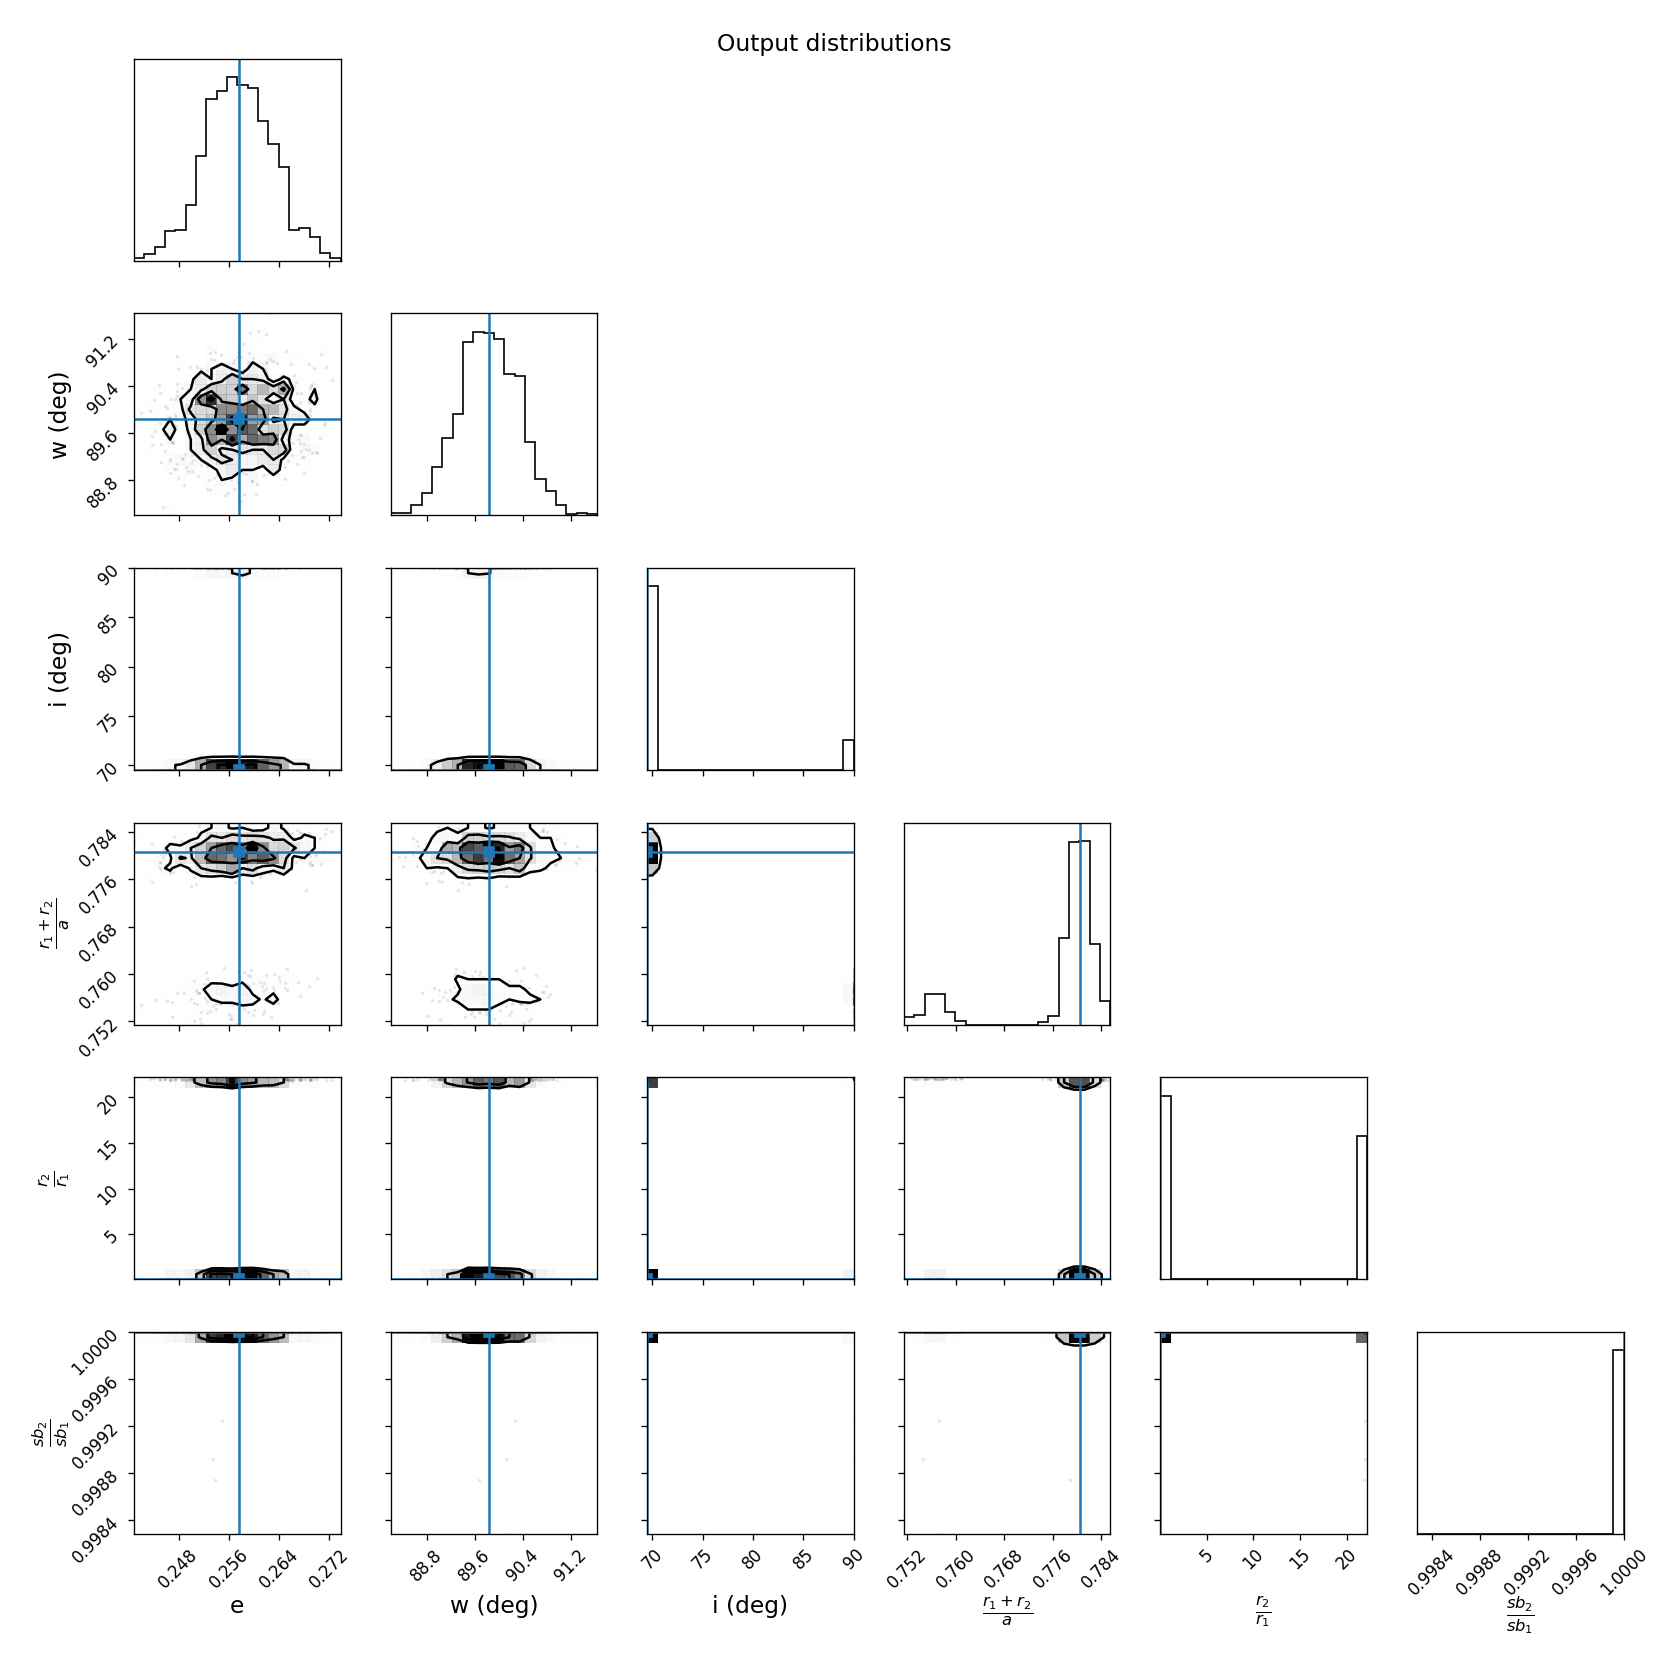 Output distributions
w (deg)
91.2
90.4
89.6
88.8
i (deg)
90
85
80
75
70
r₁ + r₂
a
0.784
0.776
0.768
0.760
0.752
r₂
r₁
20
15
10
5
sb₂
sb₁
1.0000
0.9996
0.9992
0.9988
0.9984
0.248 0.256 0.264 0.272
88.8 89.6 90.4 91.2
70 75 80 85 90
0.752 0.760 0.768 0.776 0.784
5 10 15 20
0.9984 0.9988 0.9992 0.9996 1.0000
e
w (deg)
i (deg)
r₁ + r₂
a
r₂
r₁
sb₂
sb₁